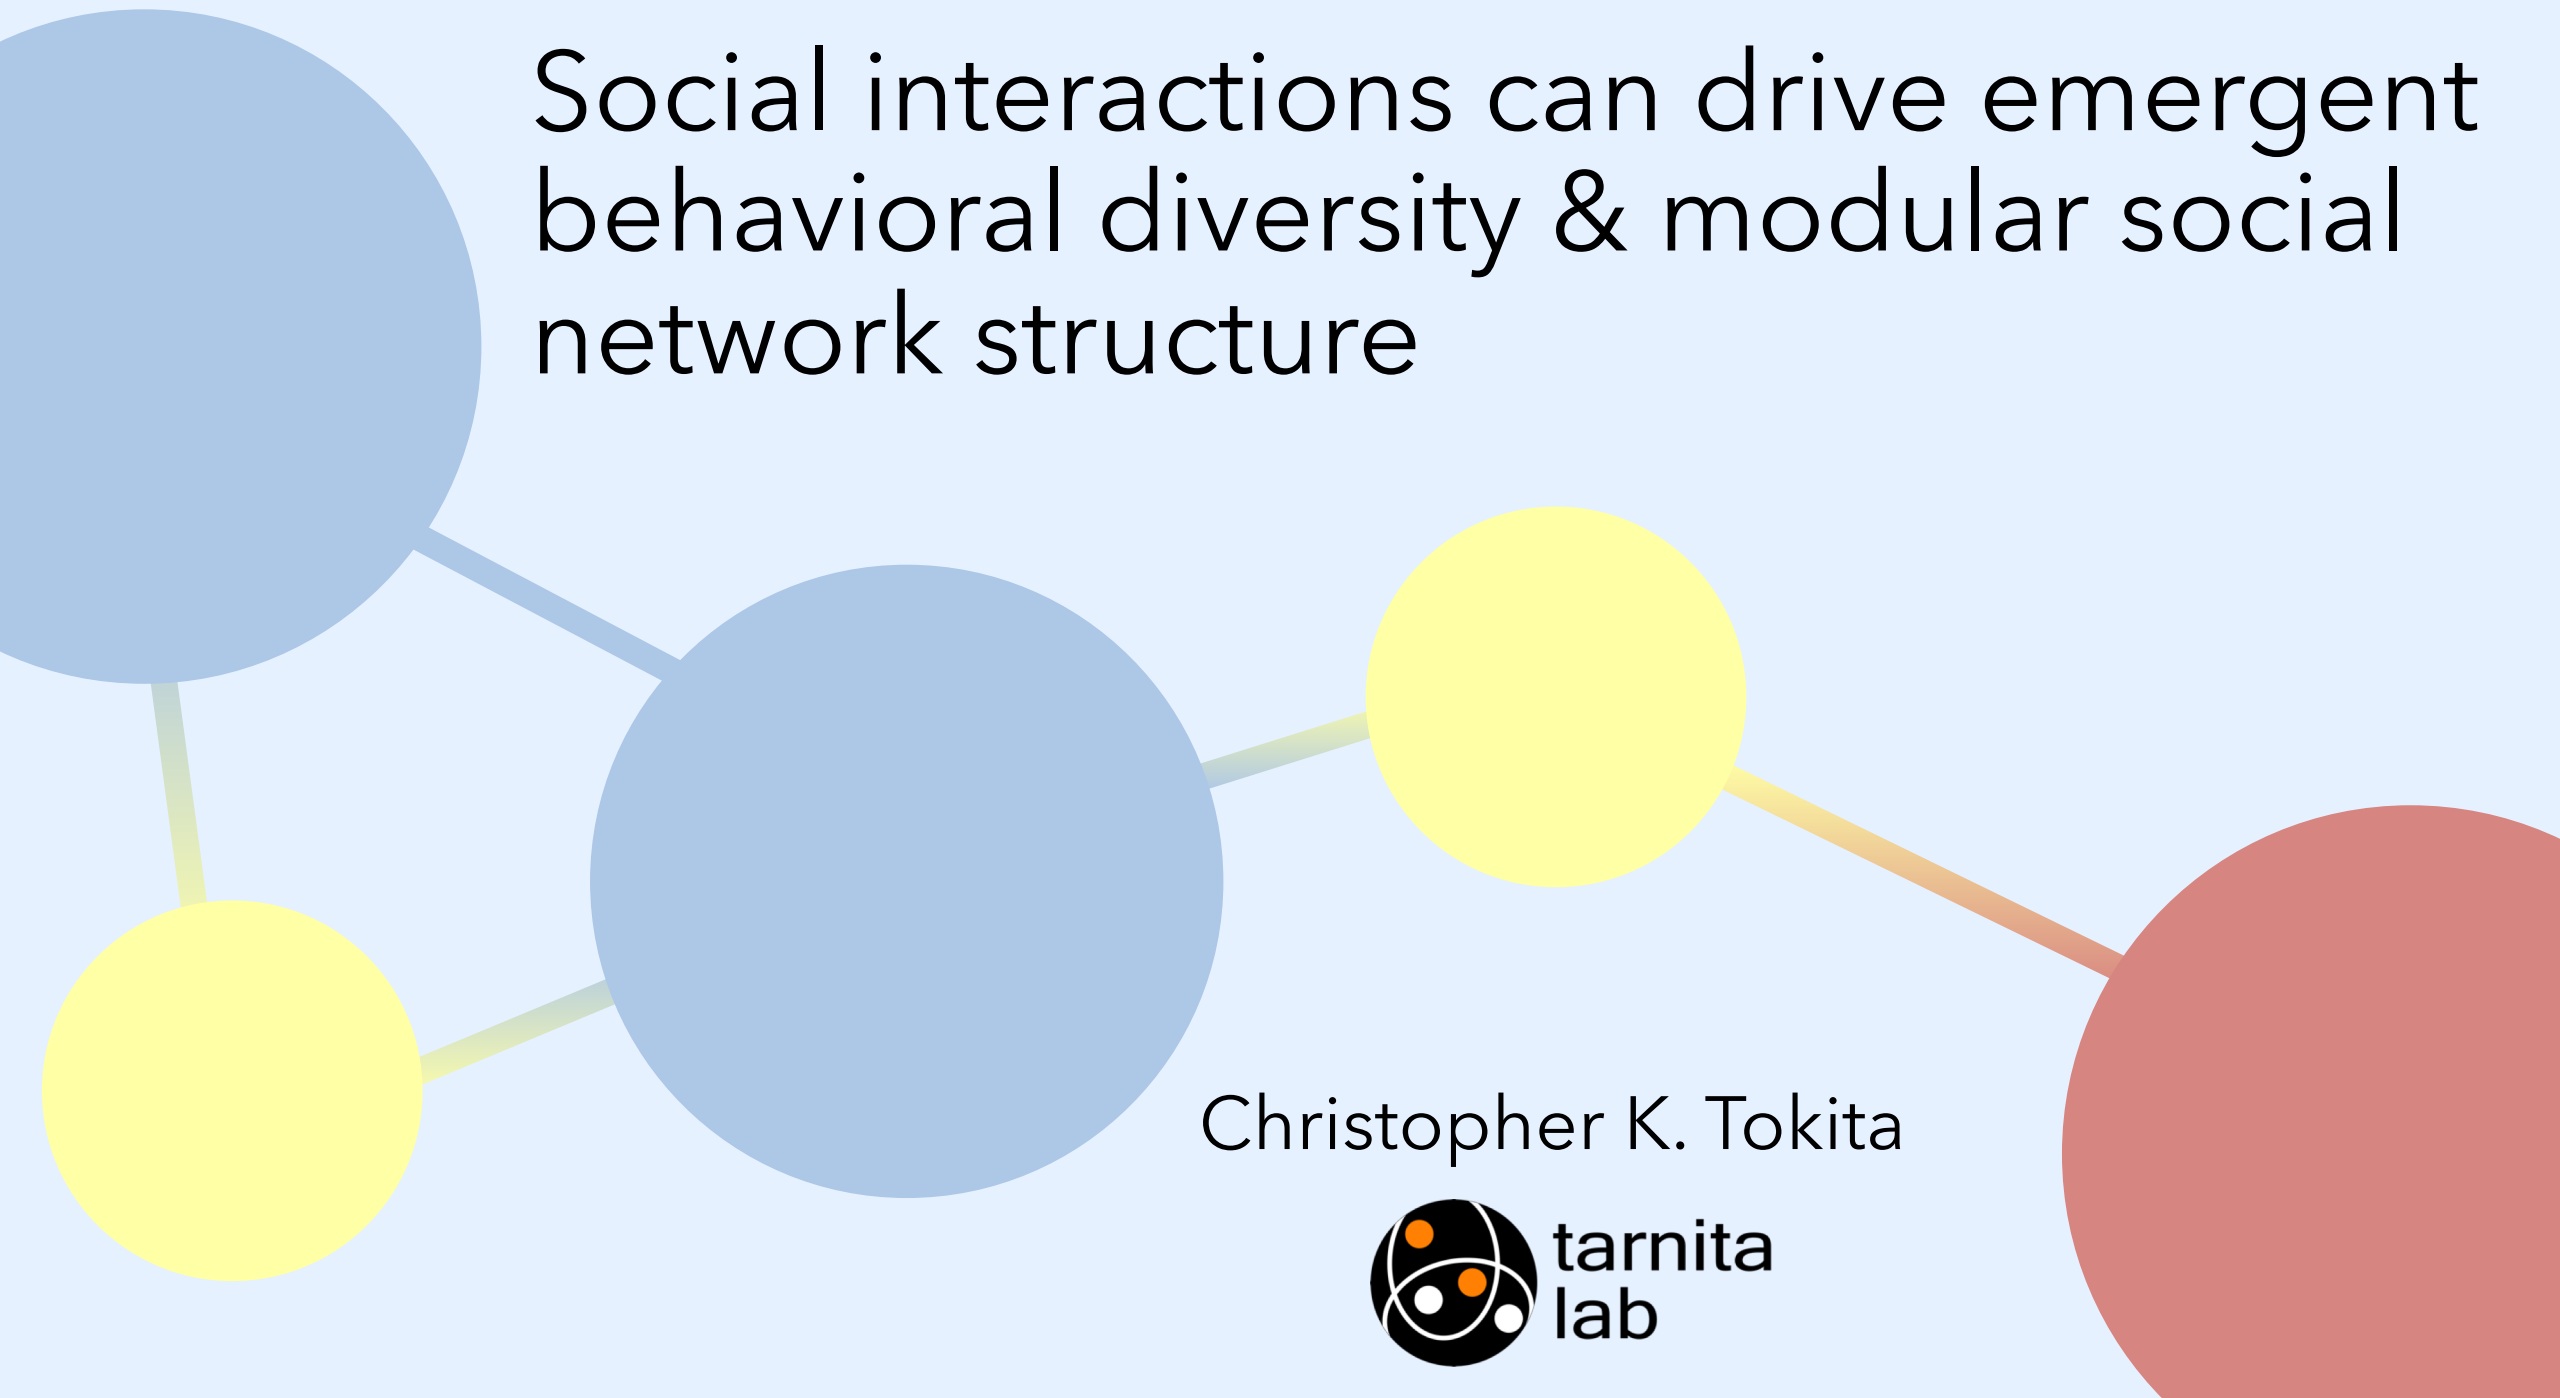 Social interactions can drive emergent
behavioral diversity & modular social
network structure
Christopher K. Tokita
tarnita
lab